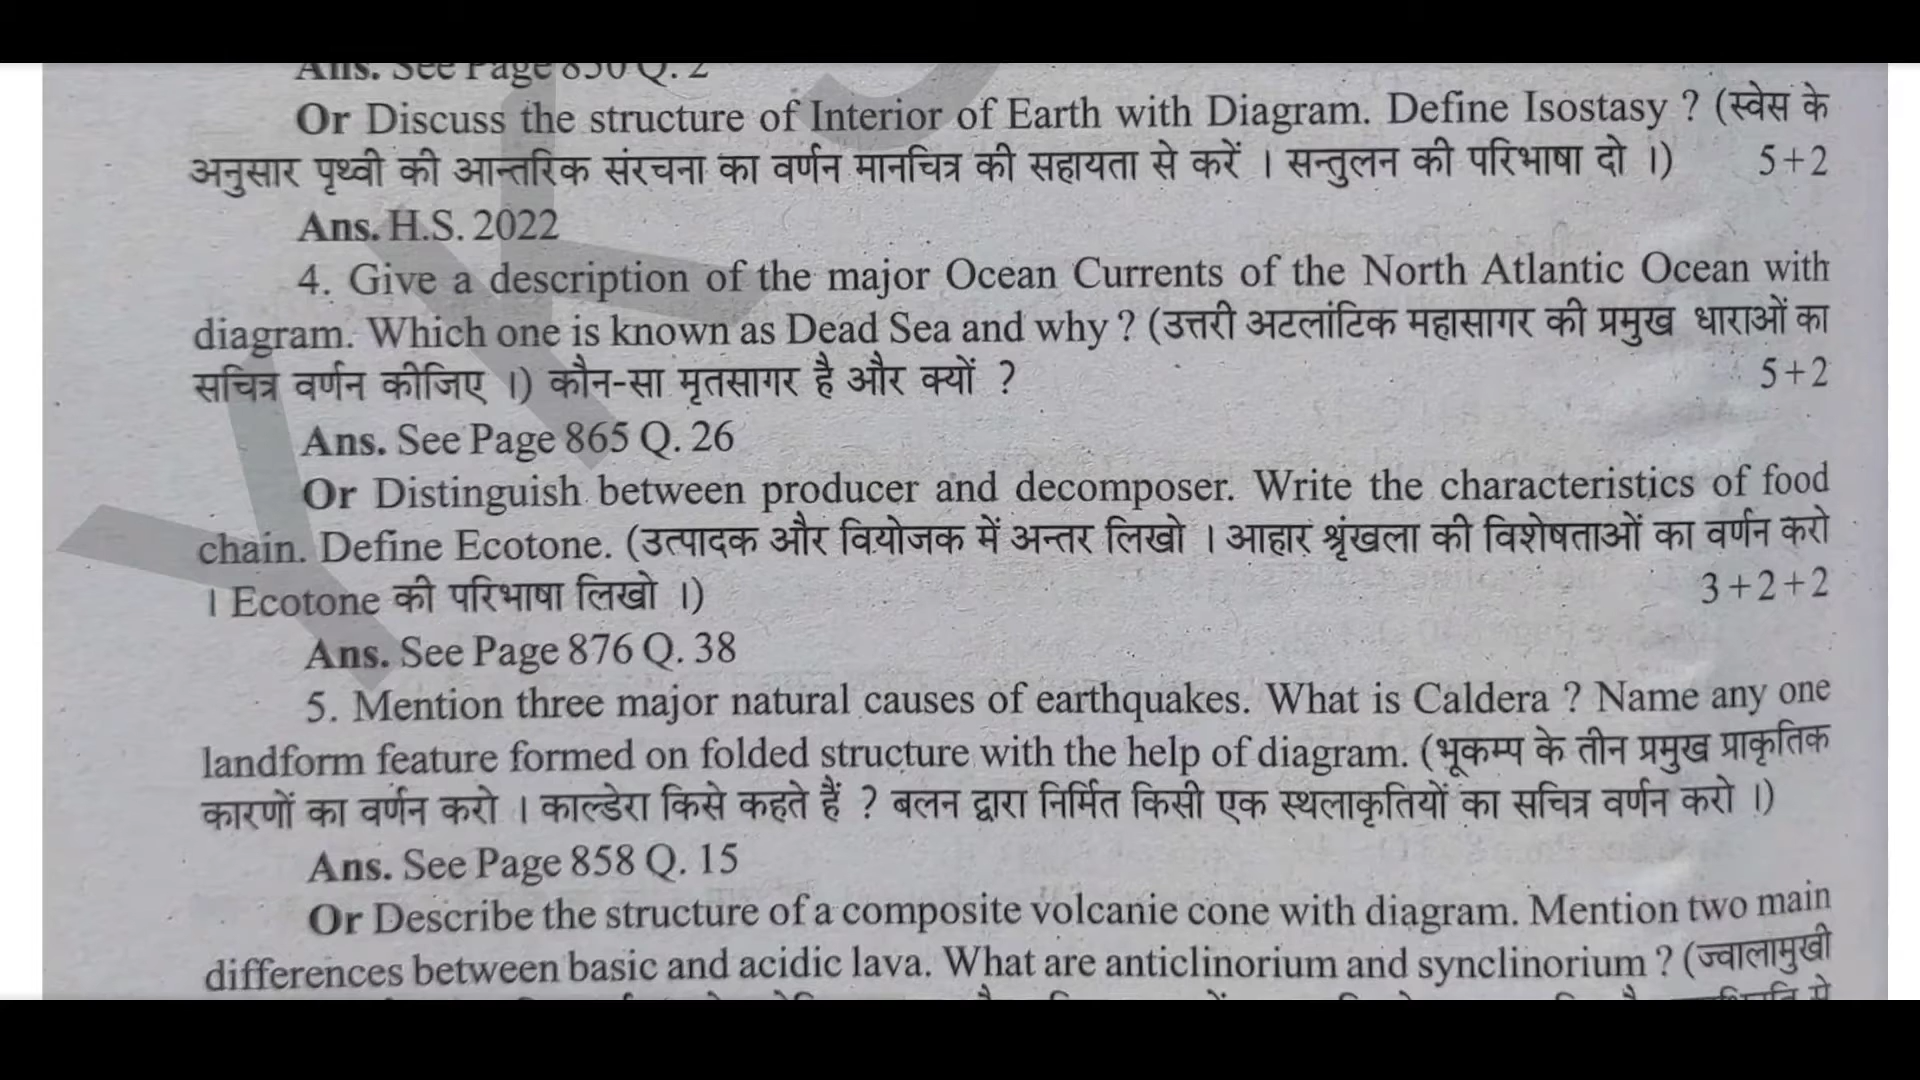 Ans. See Page 850 Q. 2
Or Discuss the structure of Interior of Earth with Diagram. Define Isostasy ? (स्वेस के
अनुसार पृथ्वी की आन्तरिक संरचना का वर्णन मानचित्र की सहायता से करें । सन्तुलन की परिभाषा दो ।) 5+2
Ans. H.S. 2022
4. Give a description of the major Ocean Currents of the North Atlantic Ocean with
diagram. Which one is known as Dead Sea and why ? (उत्तरी अटलांटिक महासागर की प्रमुख धाराओं का
सचित्र वर्णन कीजिए ।) कौन-सा मृतसागर है और क्यों ? 5+2
Ans. See Page 865 Q. 26
Or Distinguish between producer and decomposer. Write the characteristics of food
chain. Define Ecotone. (उत्पादक और वियोजक में अन्तर लिखो । आहार श्रृंखला की विशेषताओं का वर्णन करो
। Ecotone की परिभाषा लिखो ।) 3+2+2
Ans. See Page 876 Q. 38
5. Mention three major natural causes of earthquakes. What is Caldera ? Name any one
landform feature formed on folded structure with the help of diagram. (भूकम्प के तीन प्रमुख प्राकृतिक
कारणों का वर्णन करो । काल्डेरा किसे कहते हैं ? बलन द्वारा निर्मित किसी एक स्थलाकृतियों का सचित्र वर्णन करो ।)
Ans. See Page 858 Q. 15
Or Describe the structure of a composite volcanie cone with diagram. Mention two main
differences between basic and acidic lava. What are anticlinorium and synclinorium ? (ज्वालामुखी